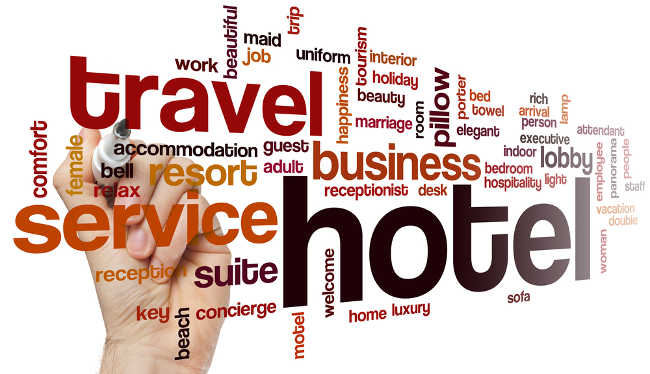 trip
beautiful
maid
tourism
job
uniform
interior
work
travel
holiday
happiness
beauty
room
pillow
porter
bed
towel
rich
arrival
lamp
person
marriage
elegant
comfort
female
accommodation
guest
executive
attendant
bell
resort
adult
business
indoor
lobby
employee
panorama
people
relax
receptionist
desk
bedroom
hospitality
light
staff
service
hotel
vacation
double
woman
reception
suite
welcome
key
beach
concierge
motel
home
luxury
sofa